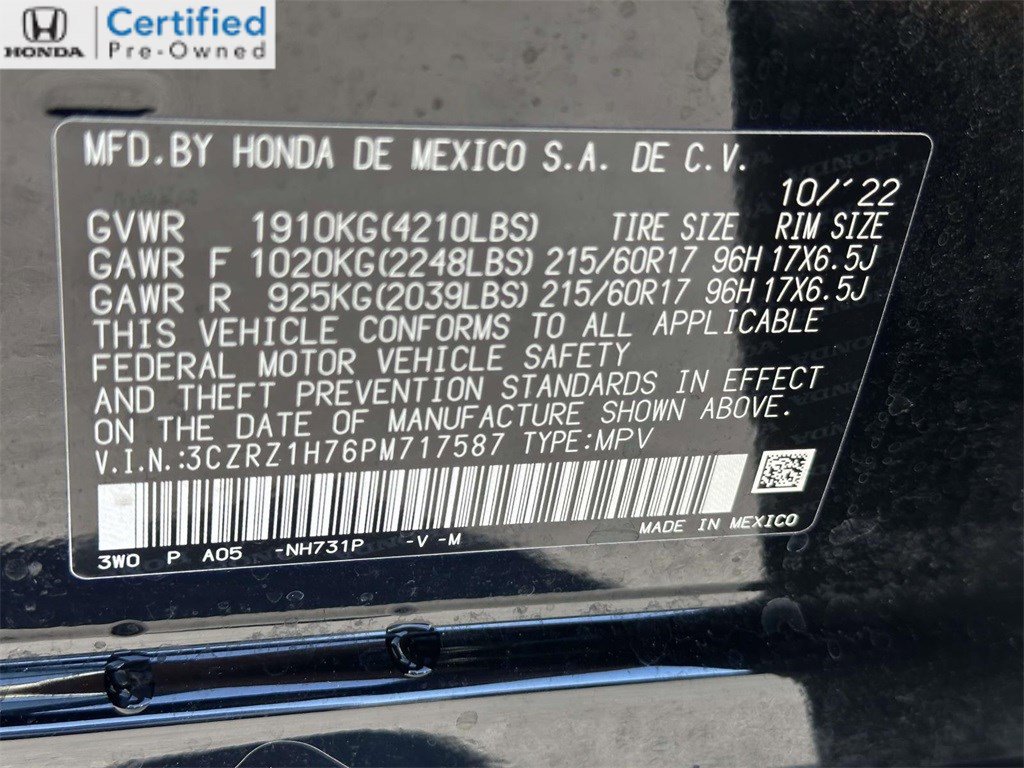 HONDA
Certified
Pre-Owned
MFD. BY HONDA DE MEXICO S.A. DE C.V.
10/'22
GVWR 1910KG(4210LBS) TIRE SIZE RIM SIZE
GAWR F 1020KG(2248LBS) 215/60R17 96H 17X6.5J
GAWR R 925KG(2039LBS) 215/60R17 96H 17X6.5J
THIS VEHICLE CONFORMS TO ALL APPLICABLE
FEDERAL MOTOR VEHICLE SAFETY
AND THEFT PREVENTION STANDARDS IN EFFECT
ON THE DATE OF MANUFACTURE SHOWN ABOVE.
V.I.N.:3CZRZ1H76PM717587 TYPE:MPV
MADE IN MEXICO
3W0 P A05 -NH731P -V -M